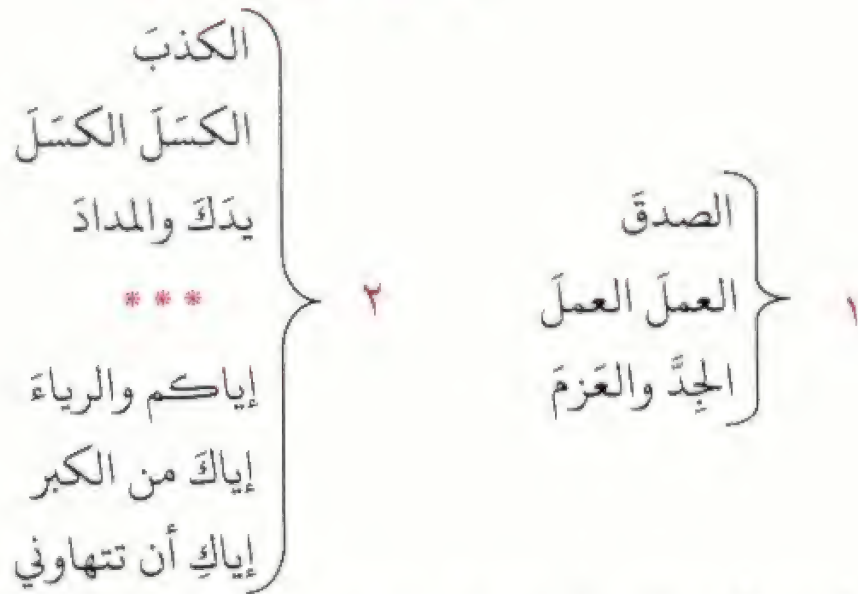 ١
الصدقَ
العملَ العملَ
الجِدَّ والعَزمَ
٢
الكذبَ
الكسَلَ الكسَلَ
يدَكَ والمدادَ
* * *
إياكم والرياءَ
إياكَ من الكبر
إياكِ أن تتهاوني